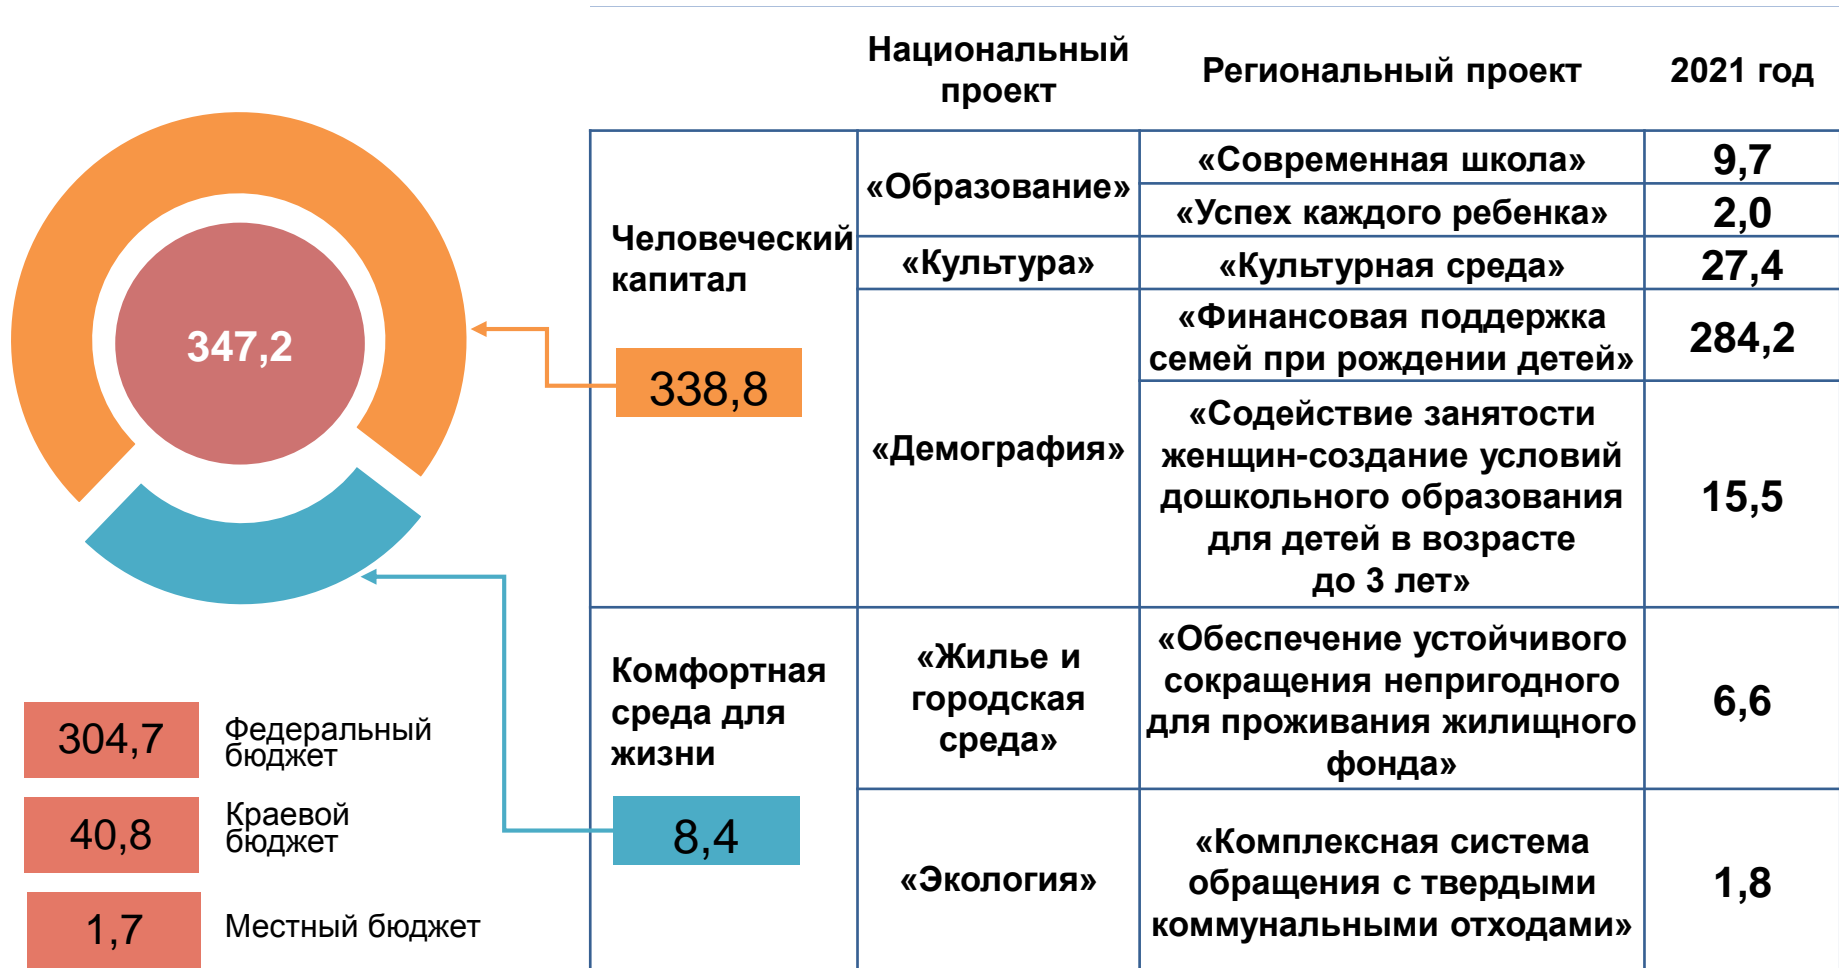 Национальный
проект
Региональный проект
2021 год
Человеческий
капитал
338,8
«Образование»
«Современная школа»
9,7
«Успех каждого ребенка»
2,0
«Культура»
«Культурная среда»
27,4
«Демография»
«Финансовая поддержка
семей при рождении детей»
284,2
«Содействие занятости
женщин-создание условий
дошкольного образования
для детей в возрасте
до 3 лет»
15,5
Комфортная
среда для
жизни
8,4
«Жилье и
городская
среда»
«Обеспечение устойчивого
сокращения непригодного
для проживания жилищного
фонда»
6,6
«Экология»
«Комплексная система
обращения с твердыми
коммунальными отходами»
1,8
347,2
304,7
Федеральный
бюджет
40,8
Краевой
бюджет
1,7
Местный бюджет